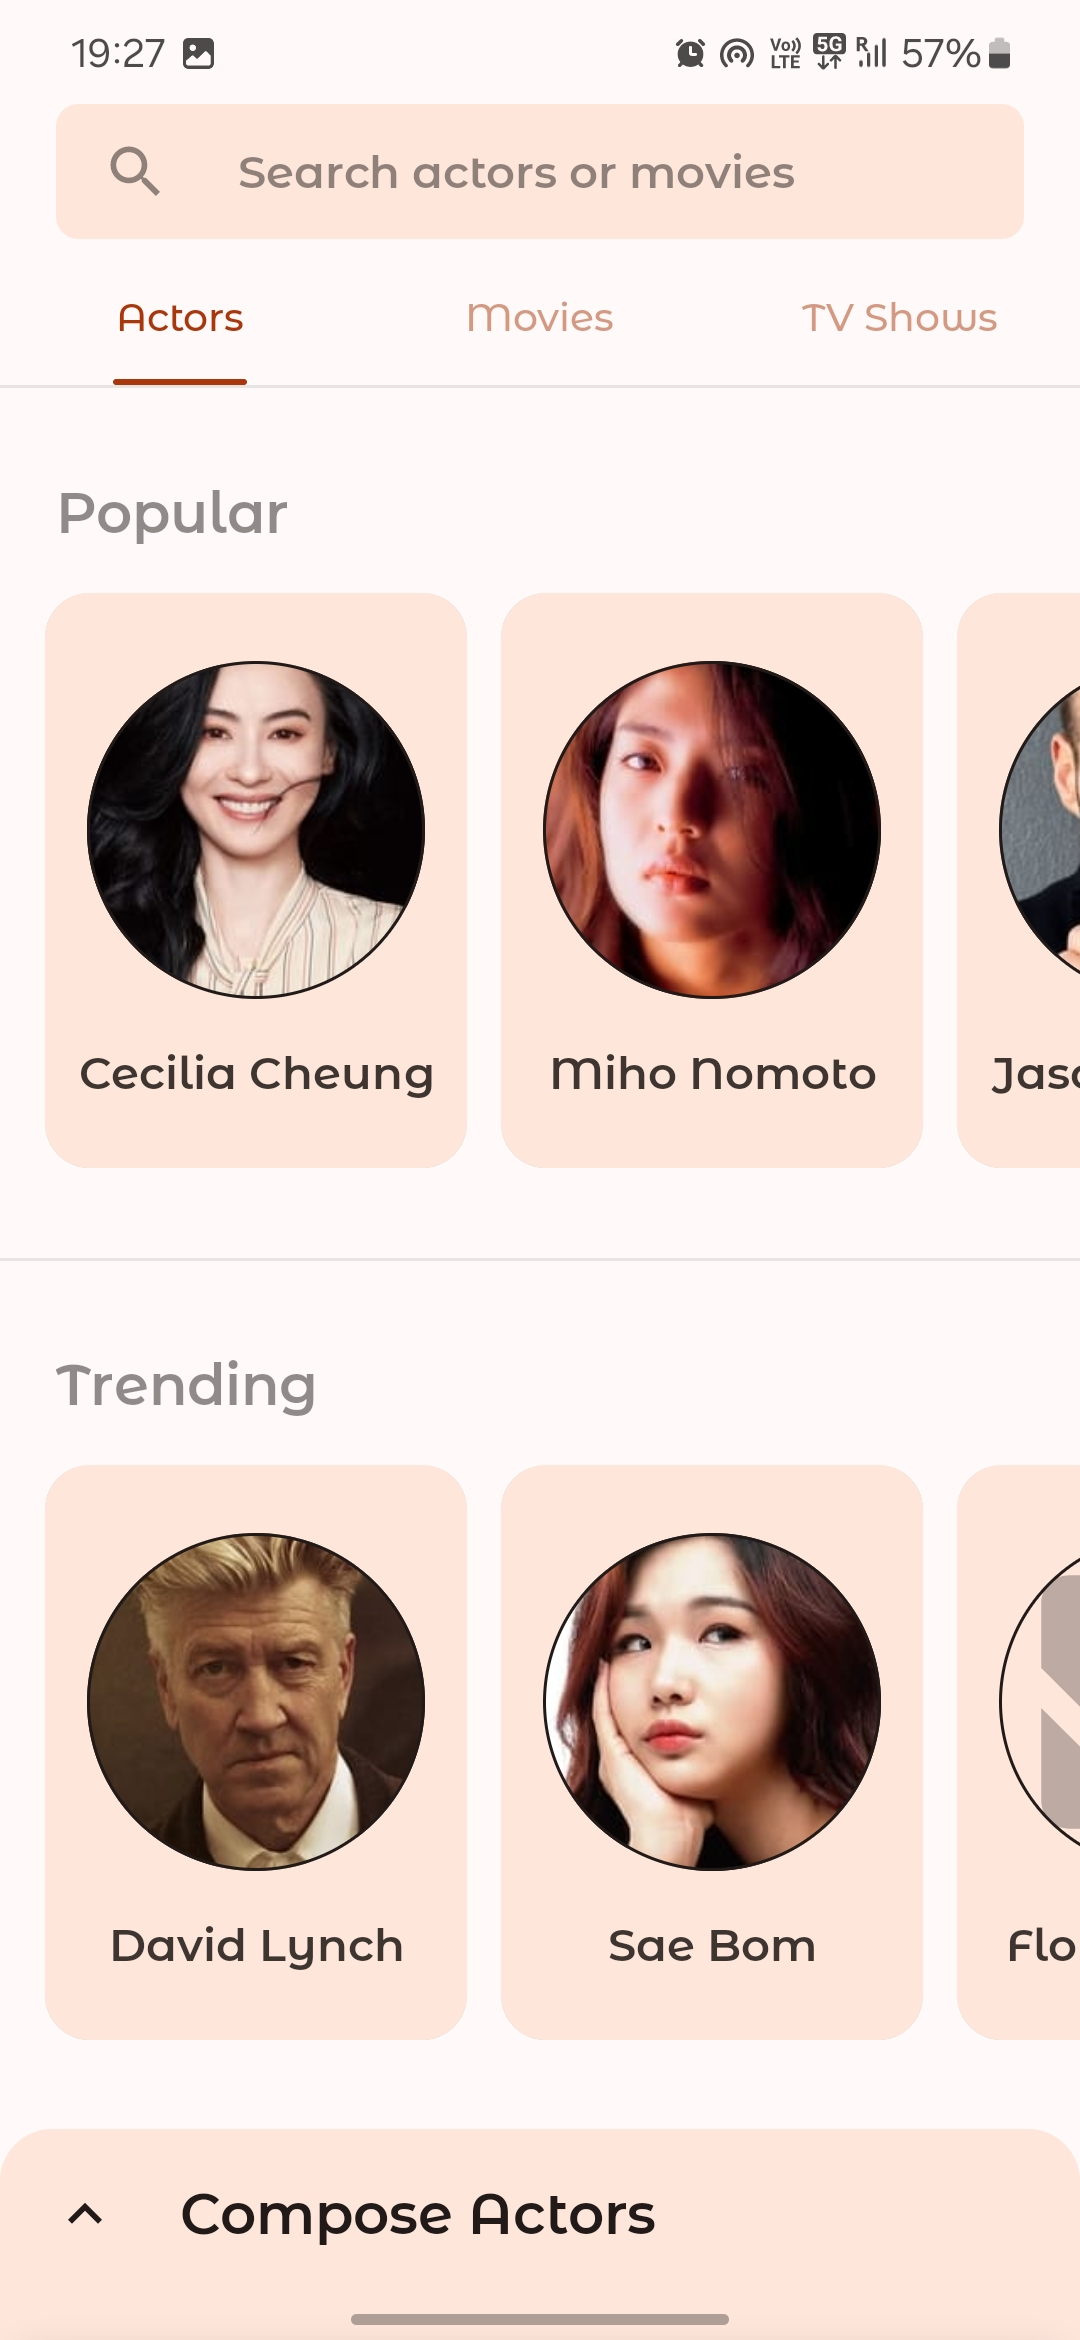 19:27 Vo)) LTE 5G R 57%
Search actors or movies
Actors Movies TV Shows
Popular
Cecilia Cheung Miho Nomoto Jaso
Trending
David Lynch Sae Bom Flo
Compose Actors